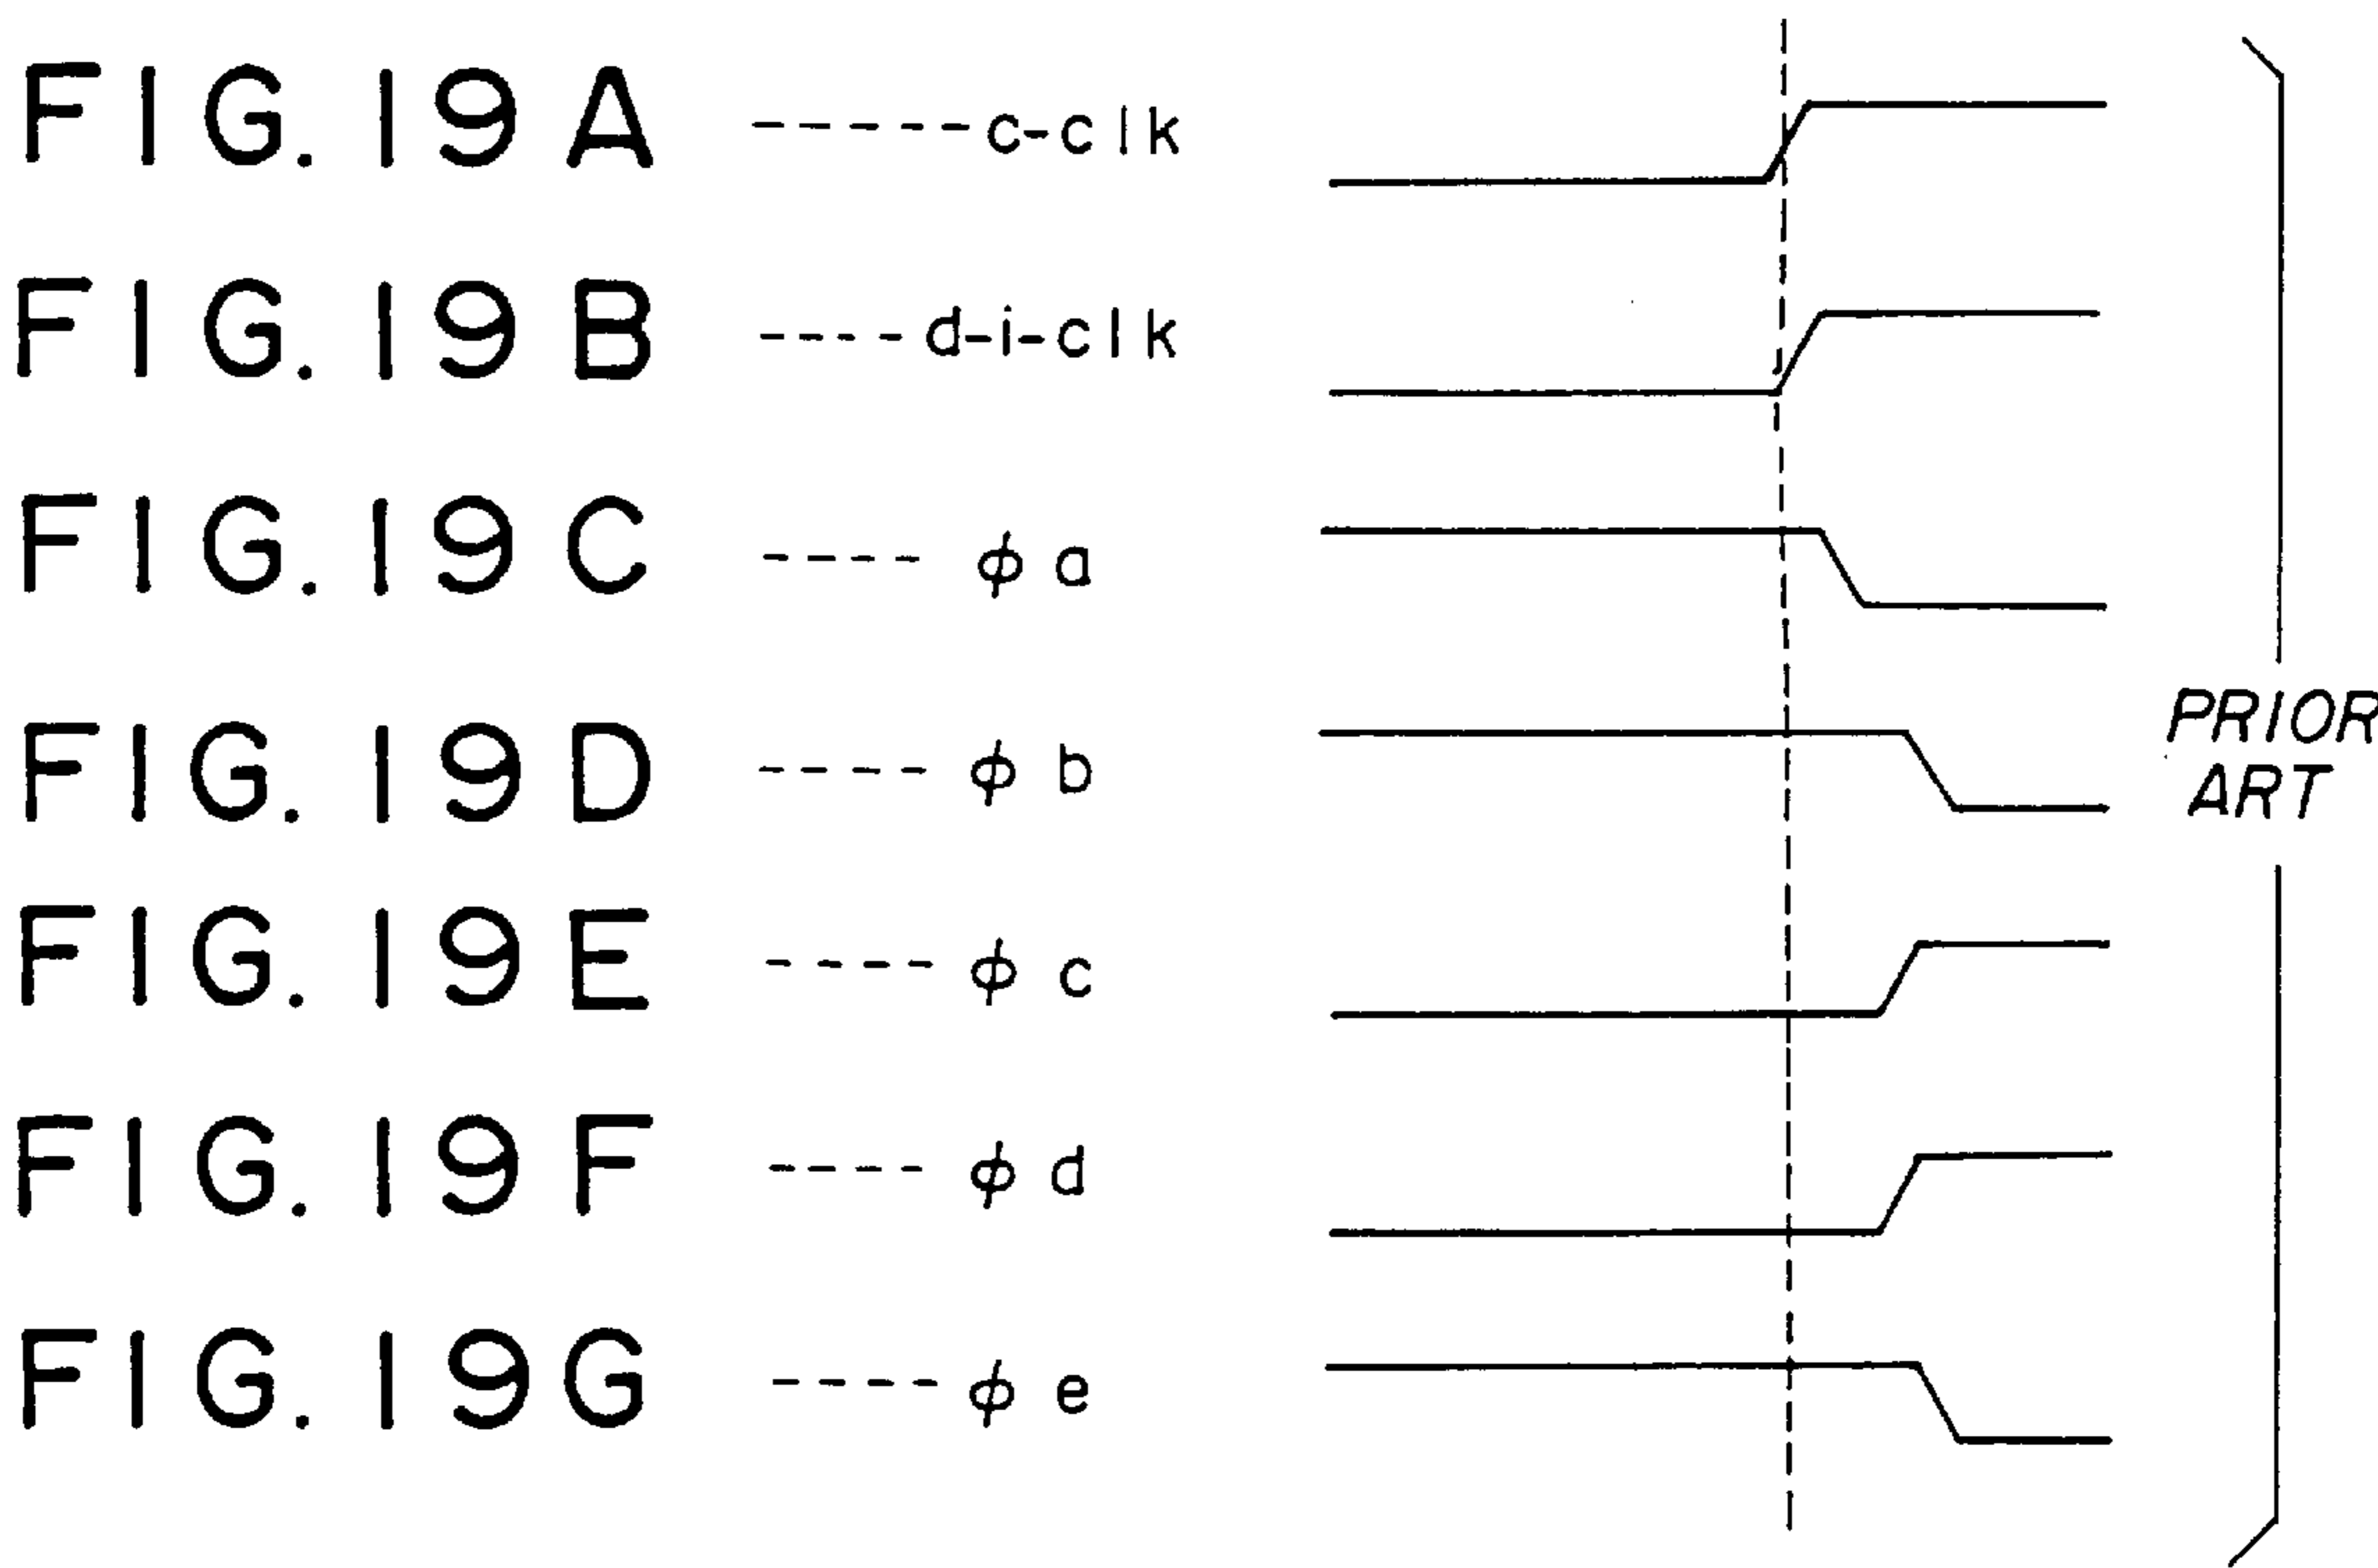 FIG. 19A ------ c-clk
FIG. 19B ---- d-i-clk
FIG. 19C ---- ϕa
FIG. 19D ---- ϕb
PRIOR
ART
FIG. 19E ---- ϕc
FIG. 19F ---- ϕd
FIG. 19G ---- ϕe